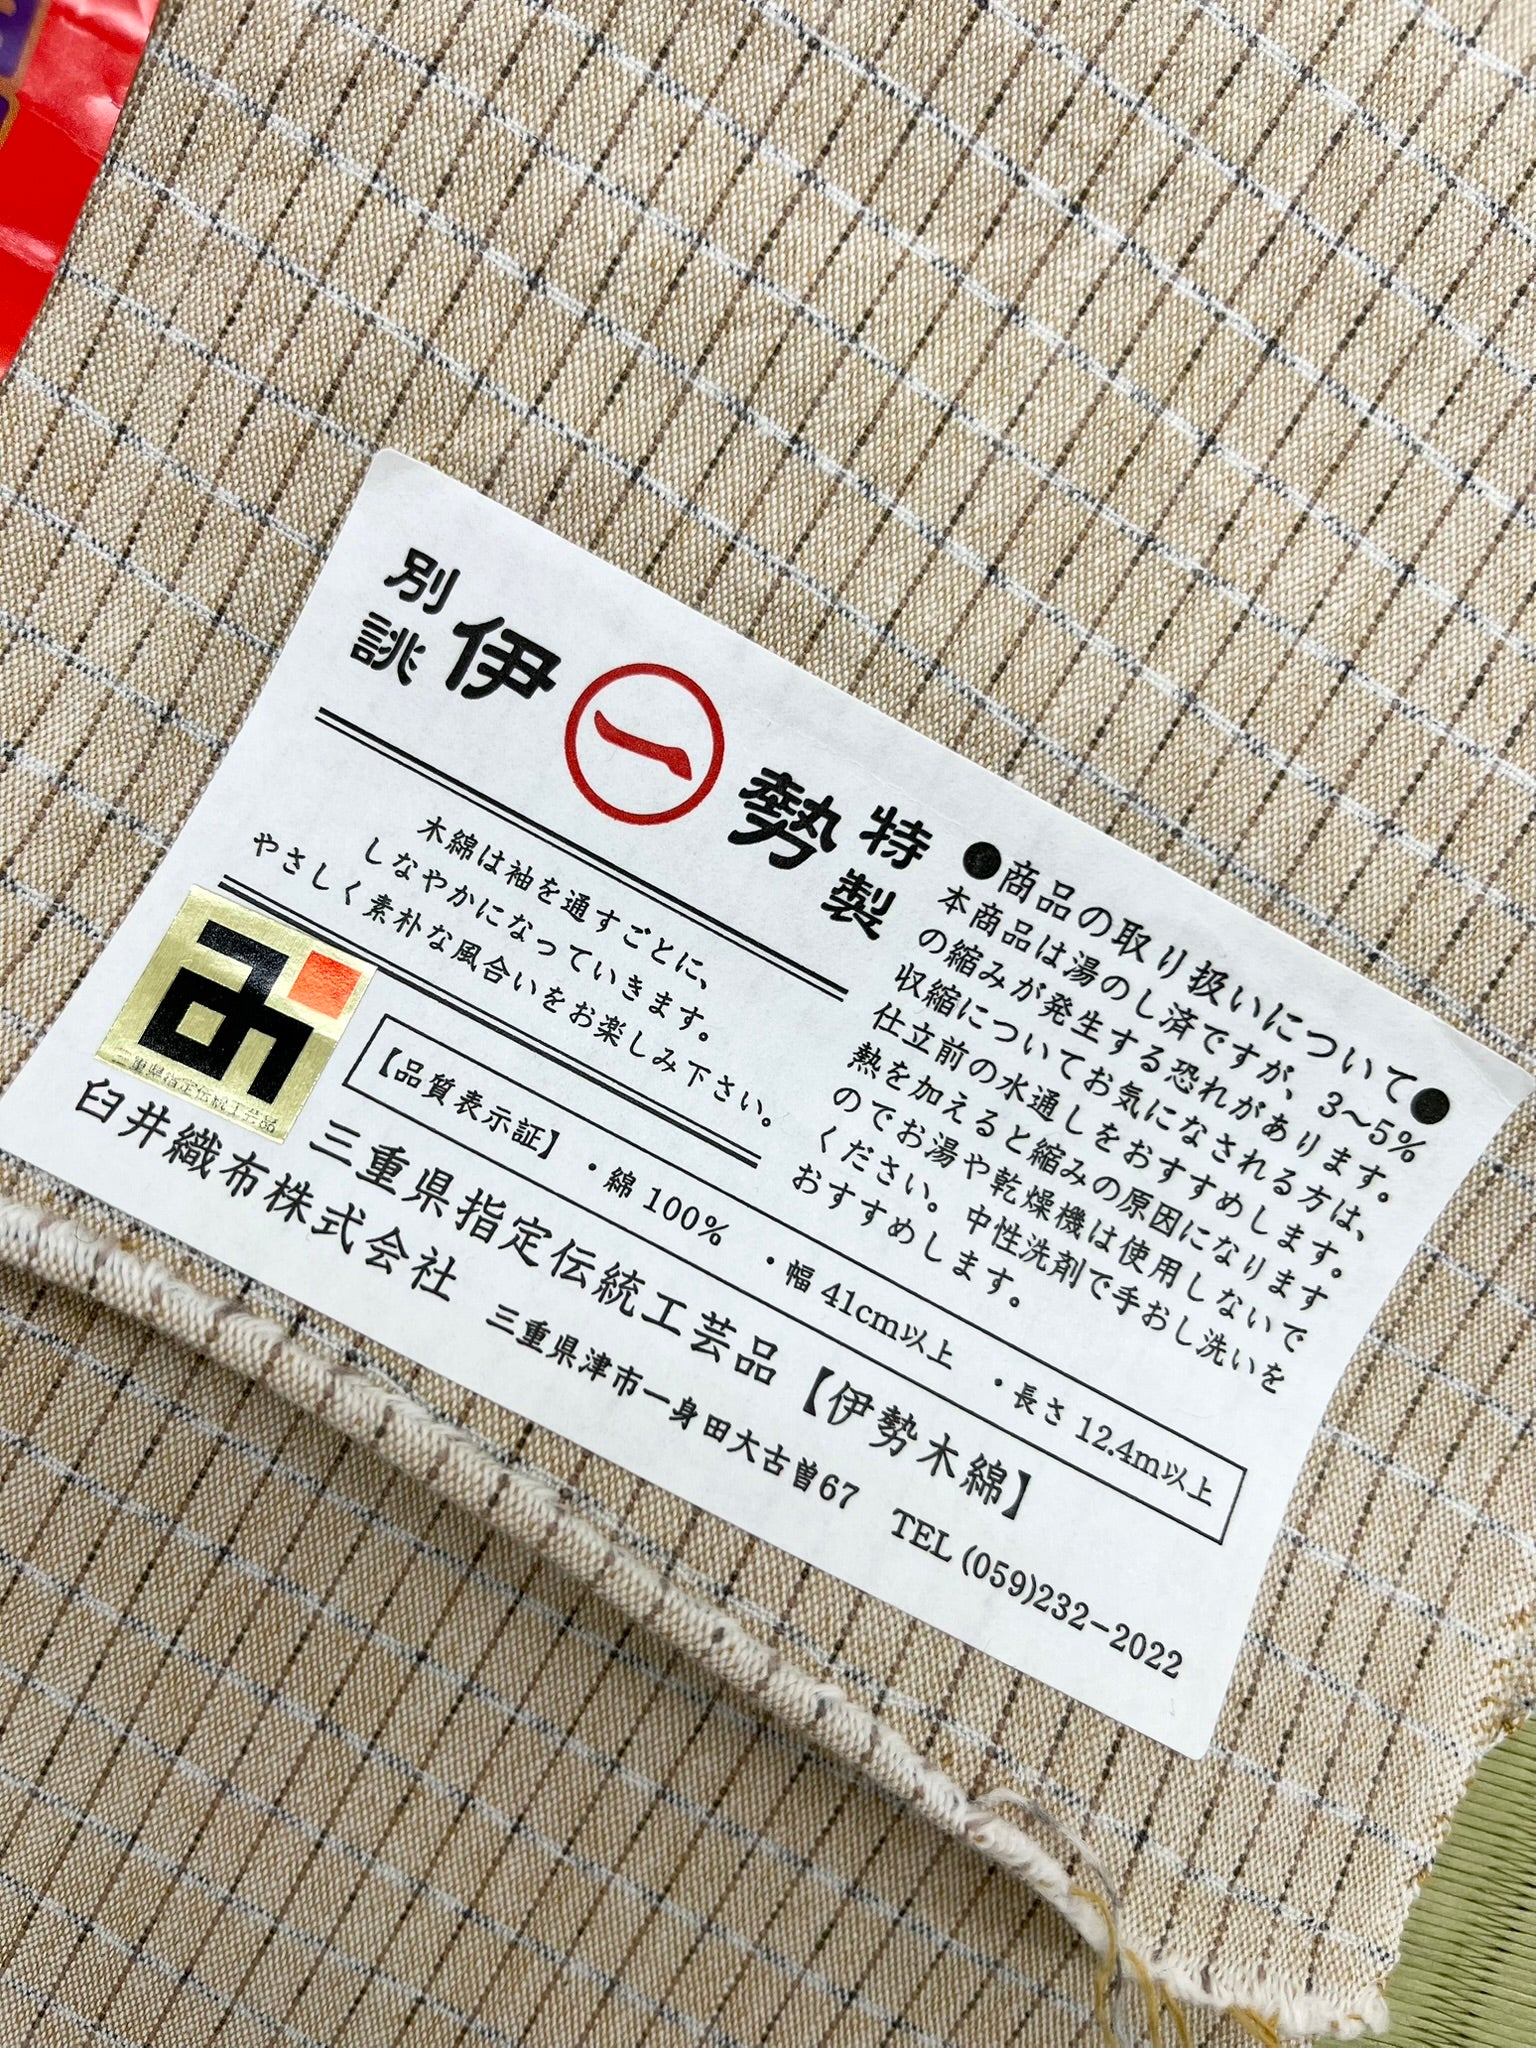 別誂 伊 一 勢 特製
木綿は袖を通すごとに、
しなやかになっていきます。
やさしく素朴な風合いをお楽しみ下さい。
●商品の取り扱いについて●
本商品は湯のし済ですが、3〜5%
の縮みが発生する恐れがあります。
収縮についてお気になされる方は、
仕立前の水通しをおすすめします。
熱を加えると縮みの原因になります
のでお湯や乾燥機は使用しないで
ください。中性洗剤で手おし洗いを
おすすめします。
【品質表示証】 ・綿 100% ・幅 41cm以上 ・長さ 12.4m以上
三重県指定伝統工芸品
三重県指定伝統工芸品【伊勢木綿】
臼井織布株式会社 三重県津市一身田大古曽67 TEL (059)232-2022